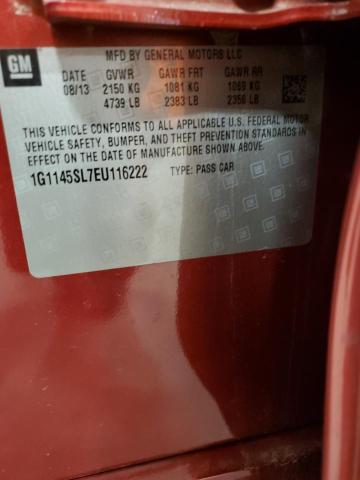 GM
MFD BY GENERAL MOTORS LLC
DATE GVWR GAWR FRT GAWR RR
08/13 2150 KG 1081 KG 1069 KG
4739 LB 2383 LB 2356 LB
THIS VEHICLE CONFORMS TO ALL APPLICABLE U.S. FEDERAL MOTOR
VEHICLE SAFETY, BUMPER, AND THEFT PREVENTION STANDARDS IN
EFFECT ON THE DATE OF MANUFACTURE SHOWN ABOVE.
1G1145SL7EU116222 TYPE: PASS CAR